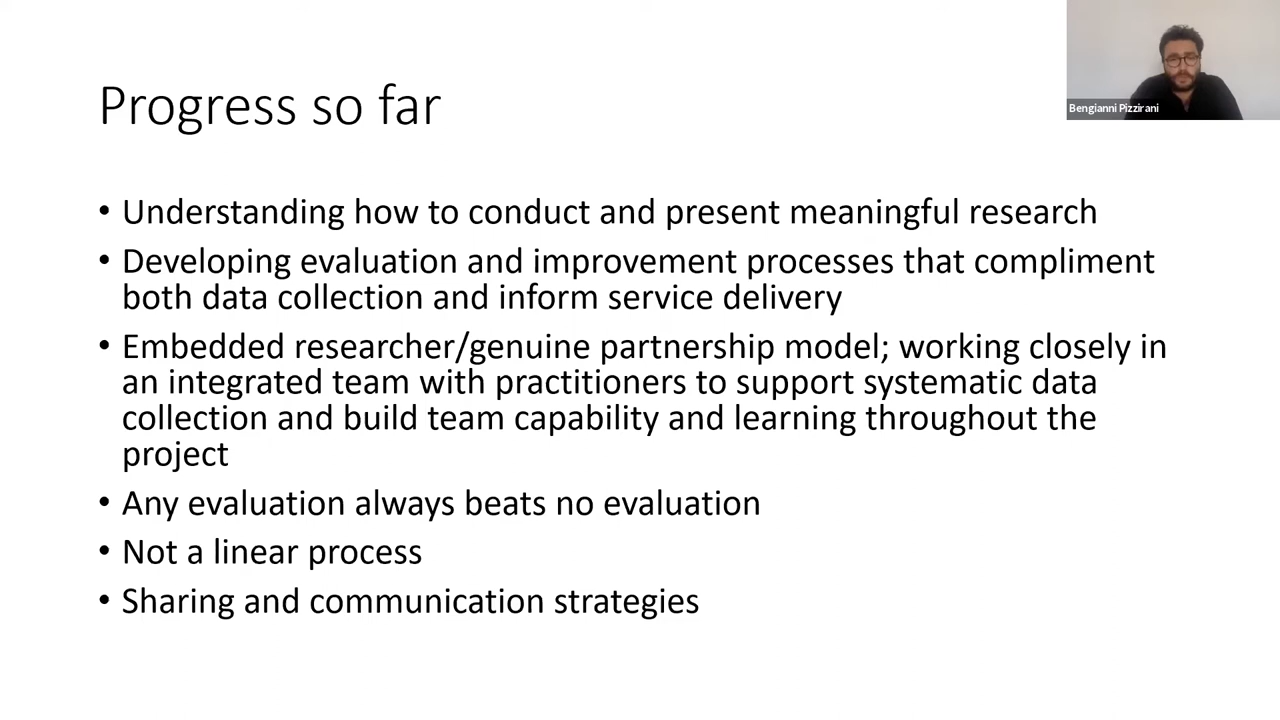 Progress so far
Bengianni Pizzirani
• Understanding how to conduct and present meaningful research
• Developing evaluation and improvement processes that compliment
both data collection and inform service delivery
• Embedded researcher/genuine partnership model; working closely in
an integrated team with practitioners to support systematic data
collection and build team capability and learning throughout the
project
• Any evaluation always beats no evaluation
• Not a linear process
• Sharing and communication strategies